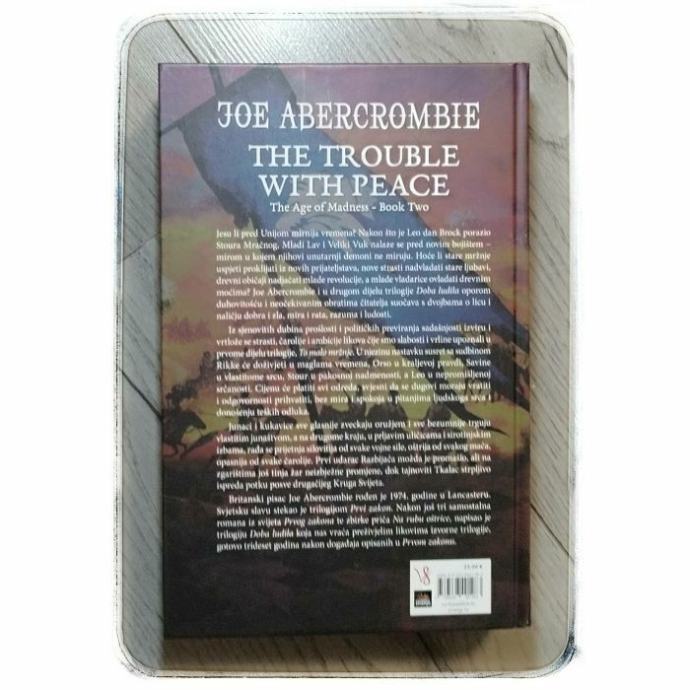 JOE ABERCROMBIE
THE TROUBLE
WITH PEACE
The Age of Madness - Book Two
Jesu li pred Unijom mirnija vremena? Nakon što je Leo dan Brock porazio
Stoura Mračnog, Mladi Lav i Veliki Vuk nalaze se pred novim bojištem –
mirom u kojem njihovi unutarnji demoni ne miruju. Hoće li stare mržnje
uspjeti proklijati iz novih prijateljstava, nove strasti nadvladati stare ljubavi,
drevni običaji nadjačati mlade revolucije, a mlade vladarice ovladati drevnim
moćima? Joe Abercrombie i u drugom dijelu trilogije Doba ludila oporom
duhovitošću i neočekivanim obratima čitatelja suočava s dvojbama o licu i
naličju dobra i zla, mira i rata, razuma i ludosti.
Iz sjenovitih dubina prošlosti i političkih previranja sadašnjosti izviru i
vrtlože se strasti, čarolije i ambicije likova čije smo slabosti i vrline upoznali u
prvome dijelu trilogije, To malo mržnje. U njezinu nastavku susret sa sudbinom
Rikke će doživjeti u maglama vremena, Orso u kraljevoj pravdi, Savine
u vlastitome srcu, Stour u pakosnoj nadmenosti, a Leo u nepromišljenoj
srčanosti. Cijenu će platiti svi odreda, svjesni da se dugovi moraju vratiti
i odgovornosti prihvatiti, bez mira i spokoja u pitanjima ljudskoga srca i
donošenju teških odluka.
Junaci i kukavice sve glasnije zveckaju oružjem i sve bezumnije trguju
vlastitim junaštvom, a na drugome kraju, u prljavim uličicama i sirotinjskim
izbama, rađa se prijetnja silovitija od svake vojne sile, oštrija od svakog mača,
opasnija od svake čarolije. Prvi udarac Razbijači možda je promašio, ali na
zgarištima još tinja žar neizbježne promjene, dok tajnoviti Tkalac strpljivo
ispreda potku posve drugačijeg Kruga Svijeta.
Britanski pisac Joe Abercrombie rođen je 1974. godine u Lancasteru.
Svjetsku slavu stekao je trilogijom Prvi zakon. Nakon još tri samostalna
romana iz svijeta Prvog zakona te zbirke priča Na rubu oštrice, napisao je
trilogiju Doba ludila koja nas vraća preživjelim likovima izvorne trilogije,
gotovo trideset godina nakon događaja opisanih u Prvom zakonu.